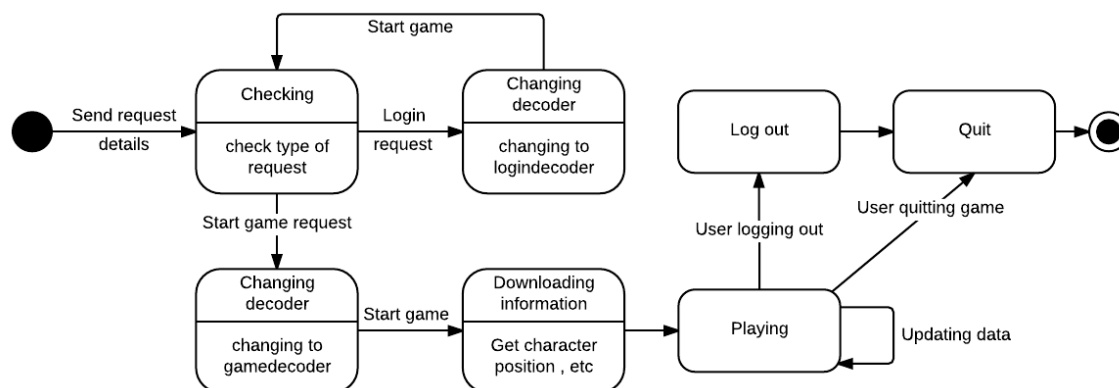 Start game
Send request
details
Checking
check type of
request
Login
request
Changing
decoder
changing to
logindecoder
Log out
Quit
Start game request
User logging out
User quitting game
Changing
decoder
changing to
gamedecoder
Start game
Downloading
information
Get character
position , etc
Playing
Updating data